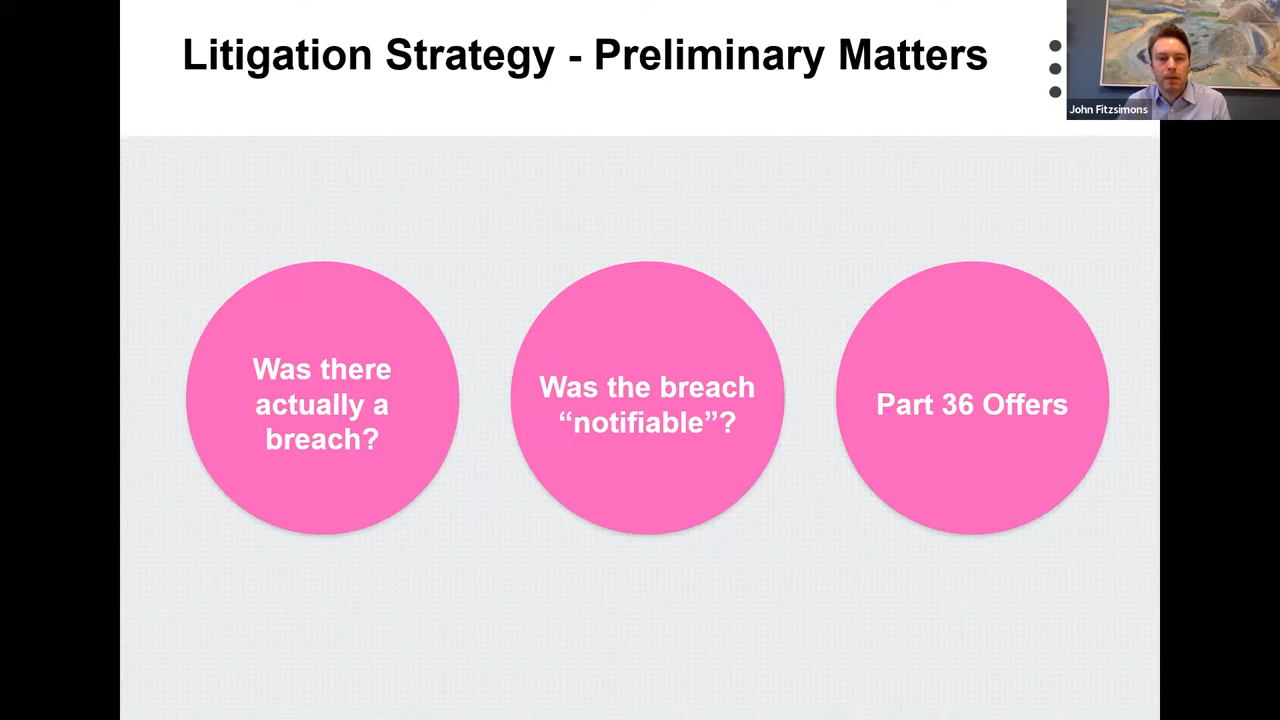 Litigation Strategy - Preliminary Matters
John Fitzsimons
Was there
actually a
breach?
Was the breach
“notifiable”?
Part 36 Offers